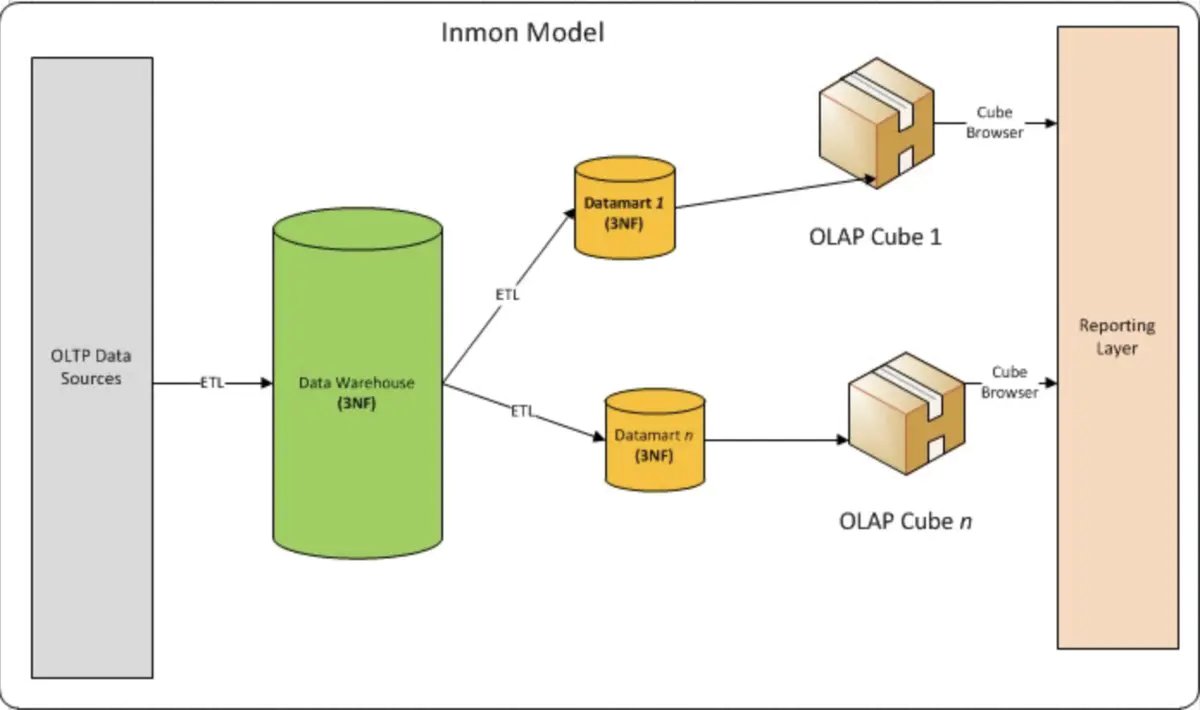 Inmon Model
OLTP Data
Sources
ETL
Data Warehouse
(3NF)
ETL
ETL
Datamart 1
(3NF)
Datamart n
(3NF)
OLAP Cube 1
OLAP Cube n
Cube
Browser
Cube
Browser
Reporting
Layer